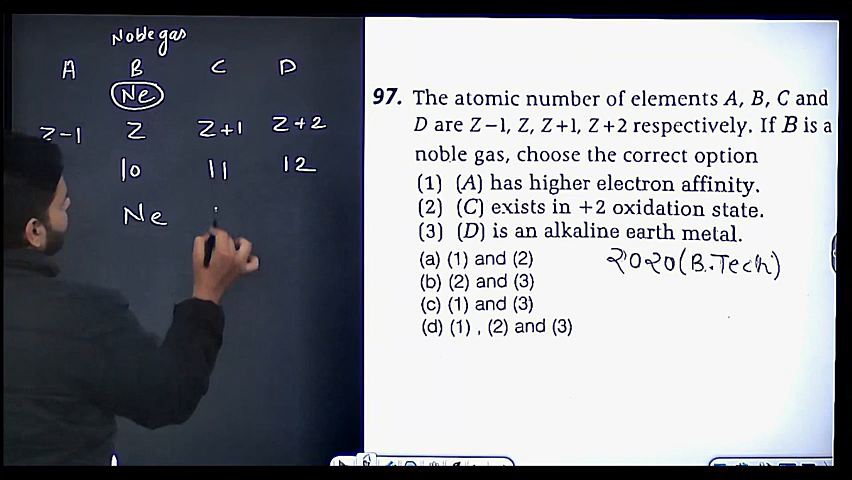 Noble gas
A B C D
Ne
Z-1 Z Z+1 Z+2
10 11 12
Ne
97. The atomic number of elements A, B, C and
D are Z−1, Z, Z+1, Z+2 respectively. If B is a
noble gas, choose the correct option
(1) (A) has higher electron affinity.
(2) (C) exists in +2 oxidation state.
(3) (D) is an alkaline earth metal.
(a) (1) and (2)
(b) (2) and (3)
(c) (1) and (3)
(d) (1) , (2) and (3)
२०२० (B.Tech)